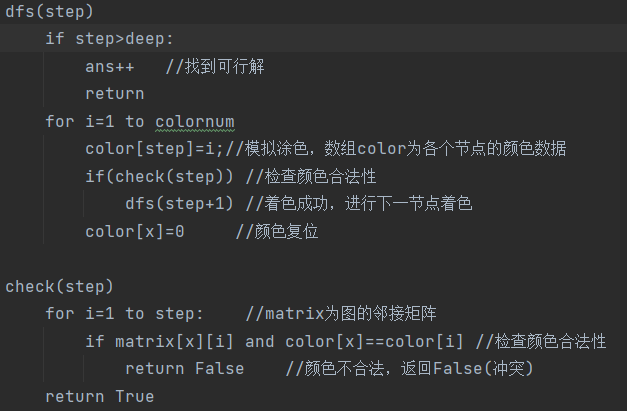 dfs(step)
    if step>deep:
        ans++   //找到可行解
        return
    for i=1 to colornum
        color[step]=i;//模拟涂色，数组color为各个节点的颜色数据
        if(check(step)) //检查颜色合法性
            dfs(step+1) //着色成功，进行下一节点着色
        color[x]=0     //颜色复位
check(step)
    for i=1 to step:    //matrix为图的邻接矩阵
        if matrix[x][i] and color[x]==color[i] //检查颜色合法性
            return False    //颜色不合法，返回False(冲突)
    return True